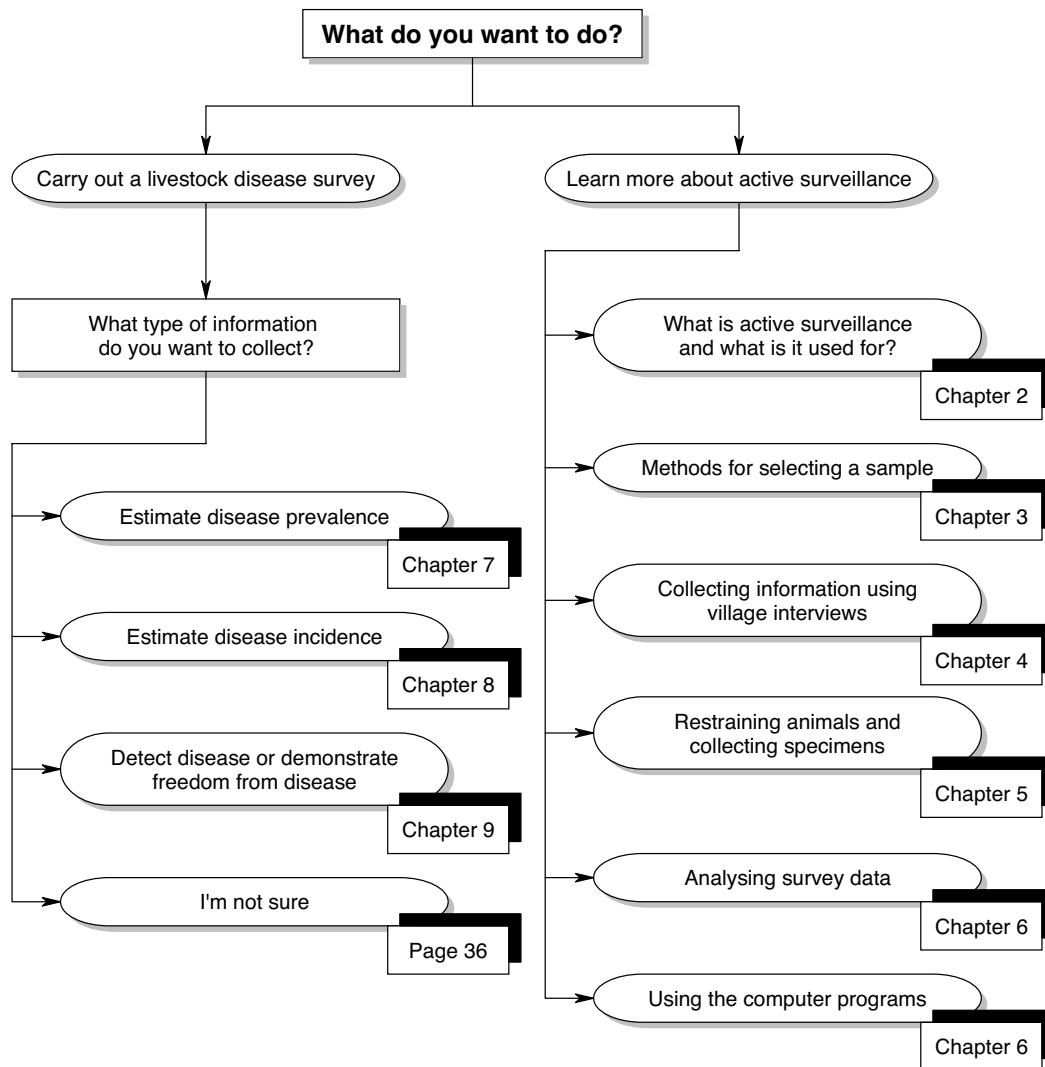 What do you want to do?
Carry out a livestock disease survey
What type of information
do you want to collect?
Estimate disease prevalence
Chapter 7
Estimate disease incidence
Chapter 8
Detect disease or demonstrate
freedom from disease
Chapter 9
I'm not sure
Page 36
Learn more about active surveillance
What is active surveillance
and what is it used for?
Chapter 2
Methods for selecting a sample
Chapter 3
Collecting information using
village interviews
Chapter 4
Restraining animals and
collecting specimens
Chapter 5
Analysing survey data
Chapter 6
Using the computer programs
Chapter 6